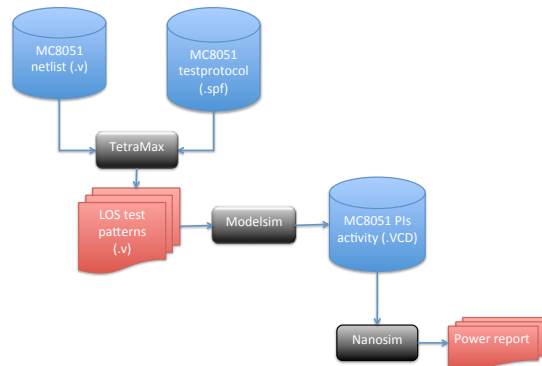 MC8051
netlist (.v)
MC8051
testprotocol
(.spf)
TetraMax
LOS test
patterns
(.v)
Modelsim
MC8051 PIs
activity (.VCD)
Nanosim
Power report